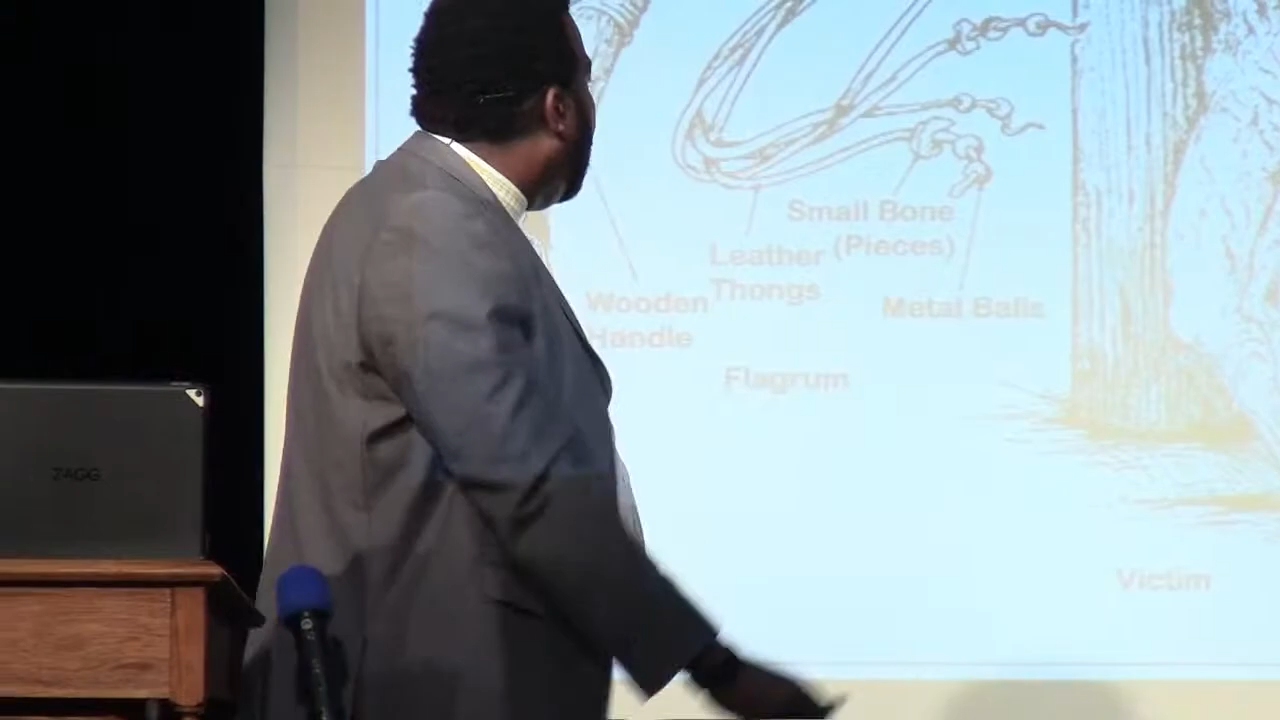 Small Bone
(Pieces)
Leather
Thongs
Wooden
Handle
Metal Balls
Flagrum
ZAGG
Victim